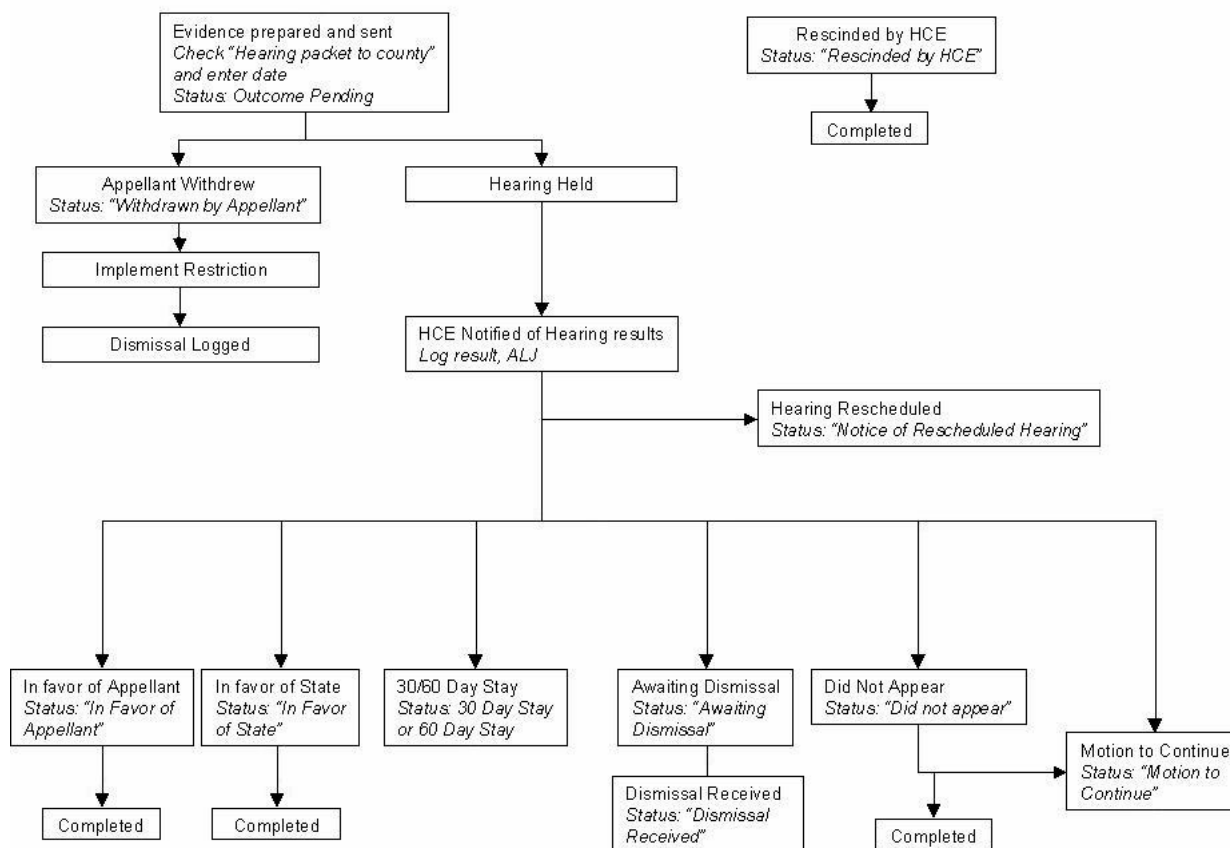 Evidence prepared and sent
Check "Hearing packet to county"
and enter date
Status: Outcome Pending
Rescinded by HCE
Status: "Rescinded by HCE"
Completed
Appellant Withdrew
Status: "Withdrawn by Appellant"
Hearing Held
Implement Restriction
Dismissal Logged
HCE Notified of Hearing results
Log result, ALJ
Hearing Rescheduled
Status: "Notice of Rescheduled Hearing"
In favor of Appellant
Status: "In Favor of
Appellant"
In favor of State
Status: "In Favor
of State"
30/60 Day Stay
Status: 30 Day Stay
or 60 Day Stay
Awaiting Dismissal
Status: "Awaiting
Dismissal"
Did Not Appear
Status: "Did not appear"
Motion to Continue
Status: "Motion to
Continue"
Completed
Completed
Dismissal Received
Status: "Dismissal
Received"
Completed